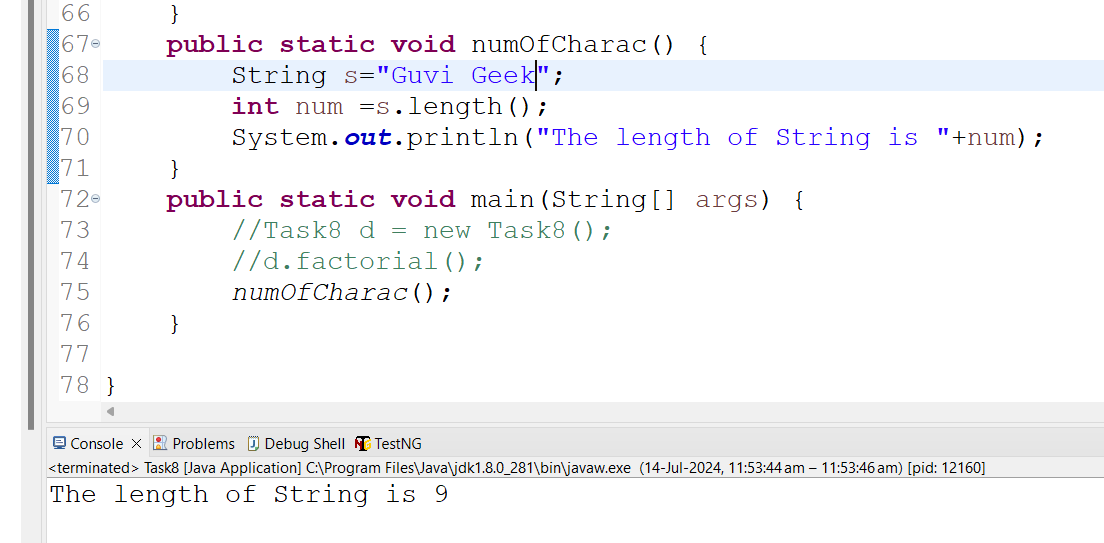 66 }
67 public static void numOfCharac() {
68 String s="Guvi Geek";
69 int num =s.length();
70 System.out.println("The length of String is "+num);
71 }
72 public static void main(String[] args) {
73 //Task8 d = new Task8();
74 //d.factorial();
75 numOfCharac();
76 }
77
78 }
Console Problems Debug Shell TestNG
<terminated> Task8 [Java Application] C:\Program Files\Java\jdk1.8.0_281\bin\javaw.exe (14-Jul-2024, 11:53:44 am – 11:53:46 am) [pid: 12160]
The length of String is 9